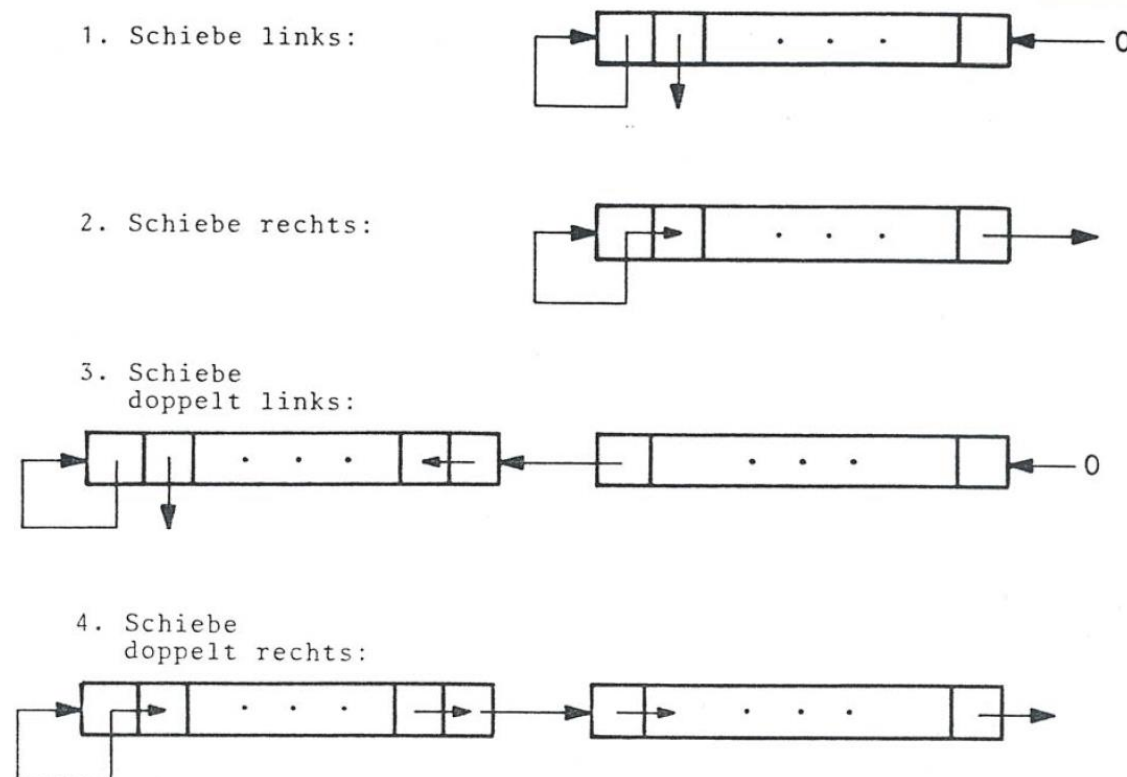 1. Schiebe links:
0
2. Schiebe rechts:
3. Schiebe
doppelt links:
0
4. Schiebe
doppelt rechts: